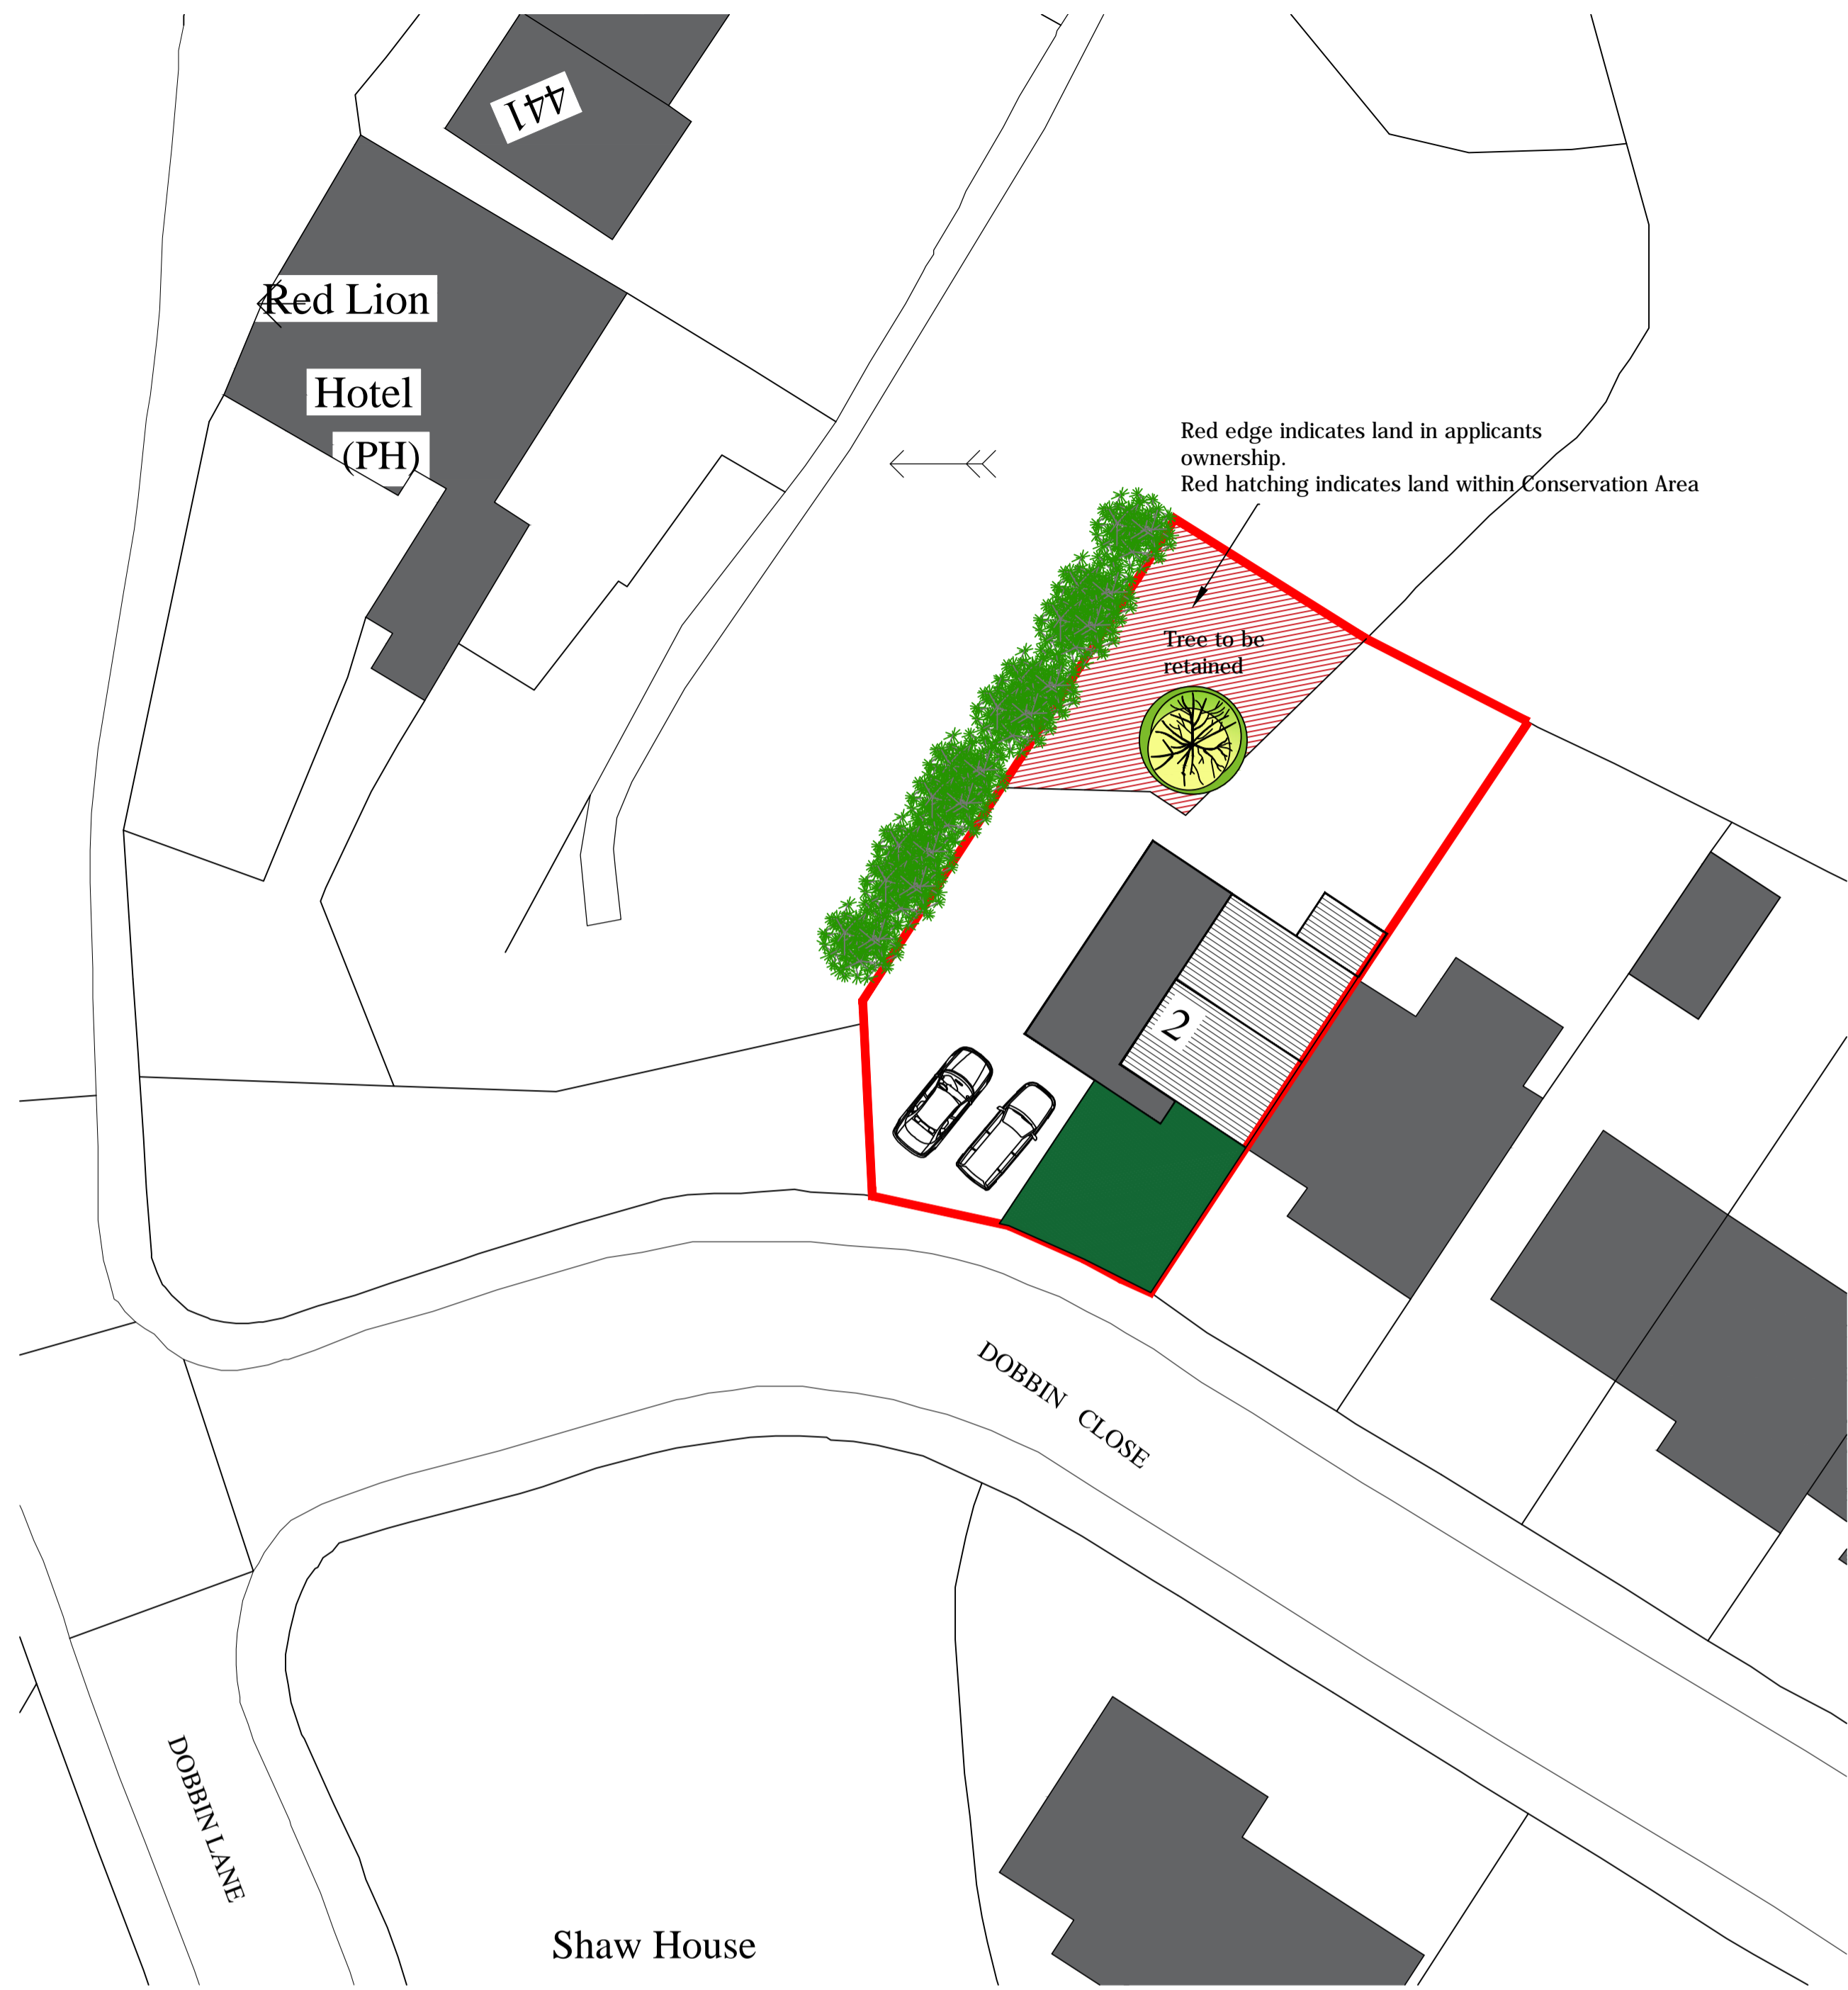 441
Red Lion
Hotel
(PH)
Red edge indicates land in applicants
ownership.
Red hatching indicates land within Conservation Area
Tree to be
retained
2
DOBBIN CLOSE
DOBBIN LANE
Shaw House